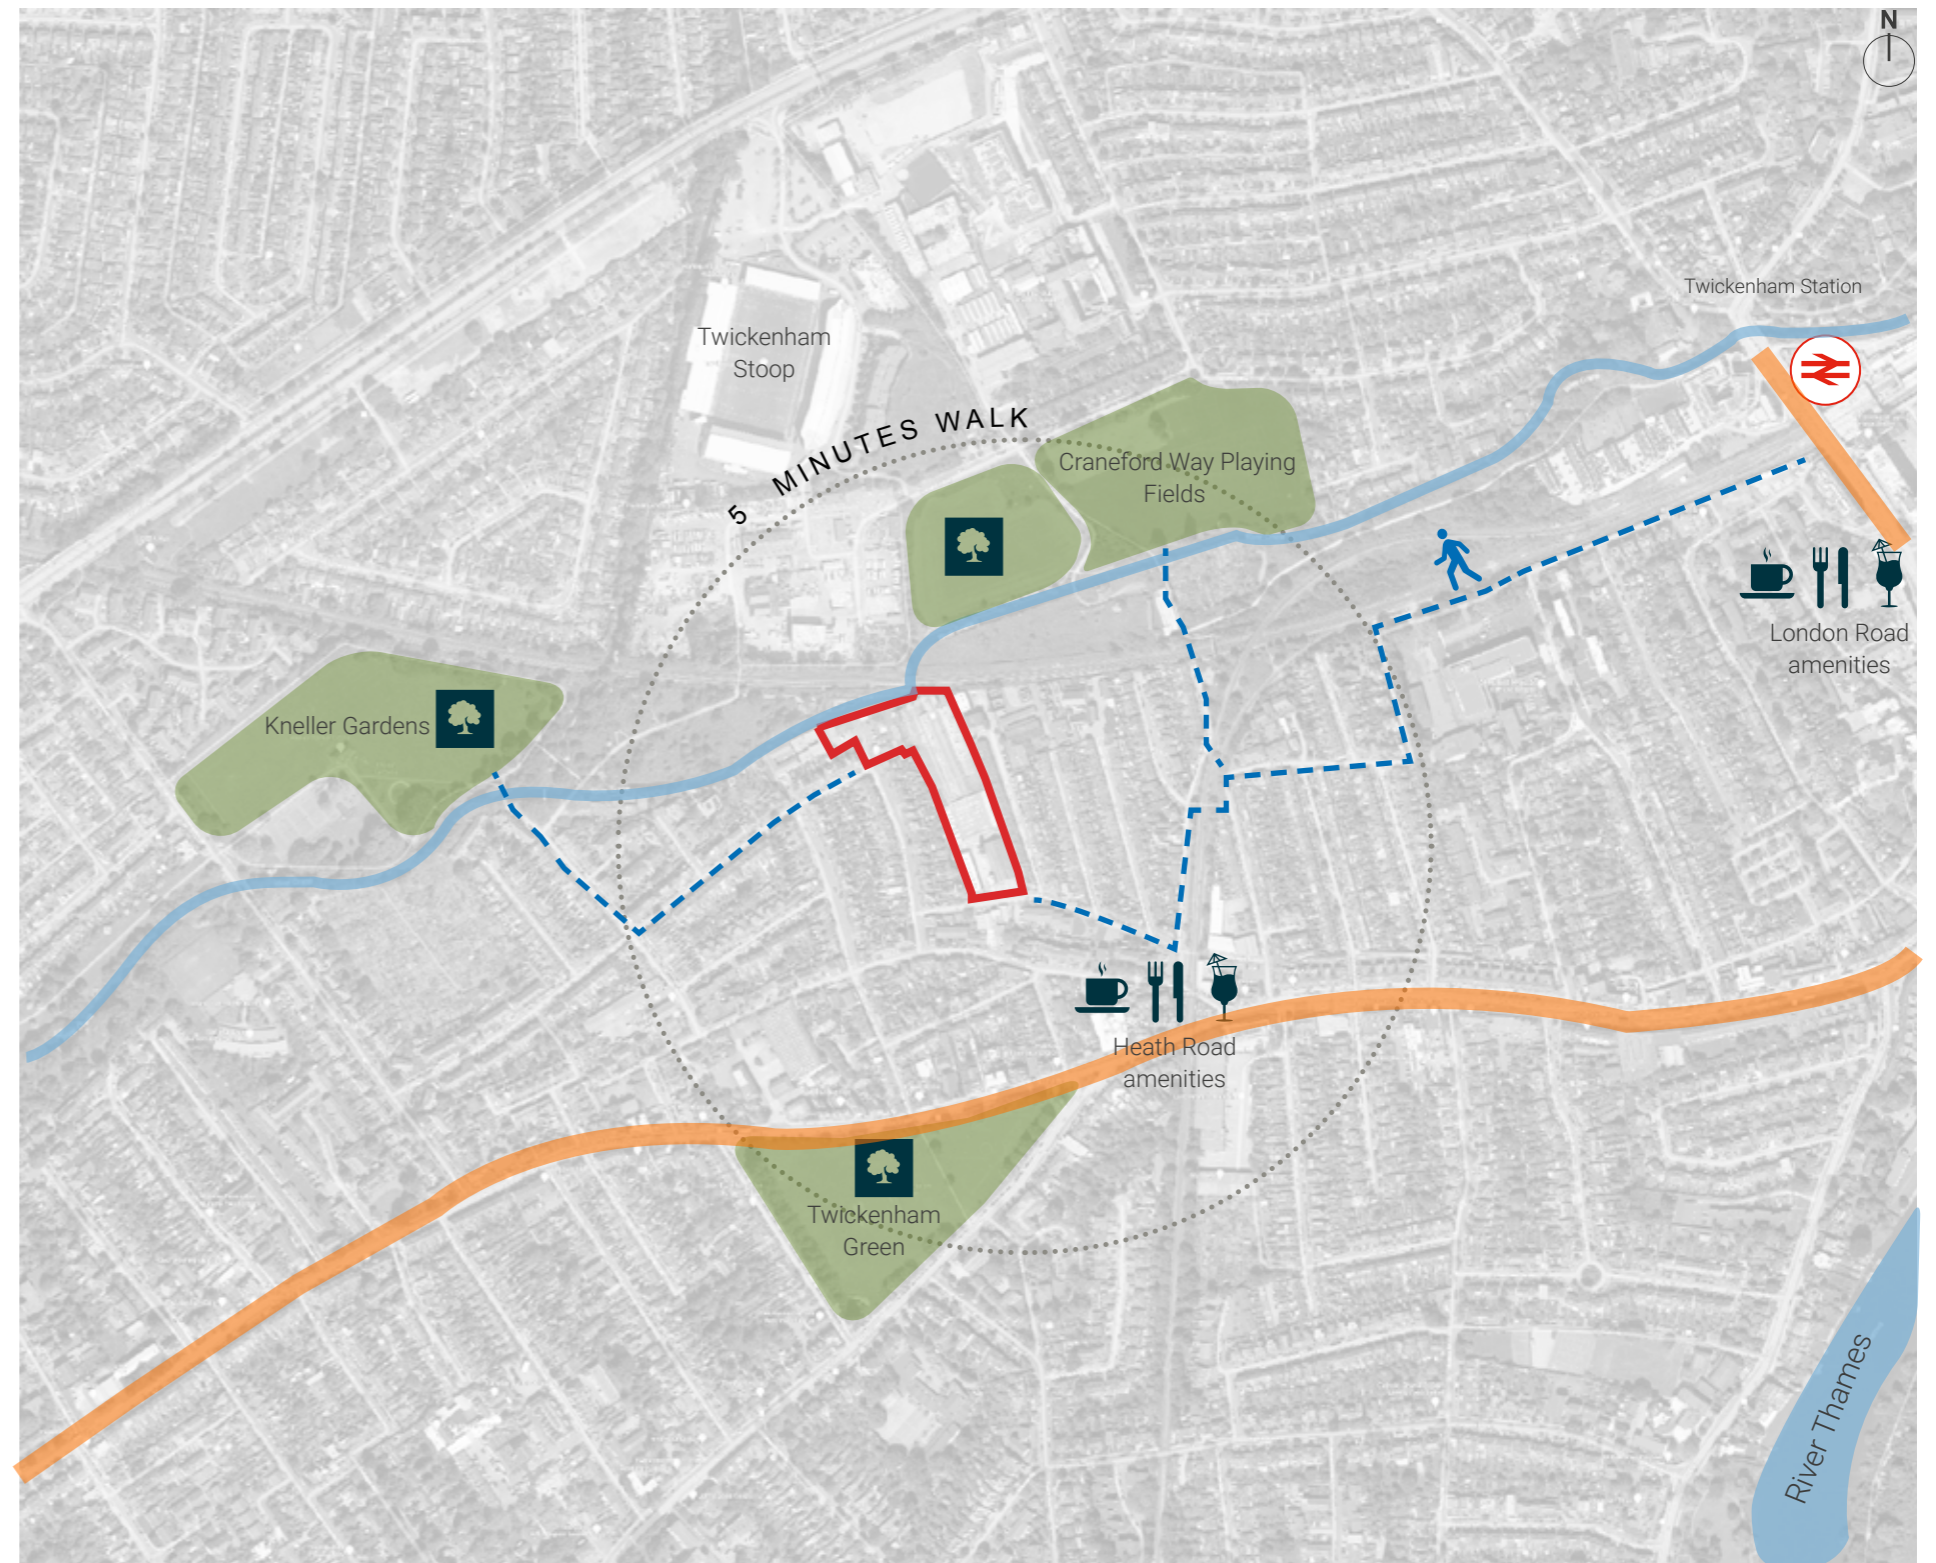 N
Twickenham Station
Twickenham
Stoop
5 MINUTES WALK
Craneford Way Playing
Fields
London Road
amenities
Kneller Gardens
Heath Road
amenities
Twickenham
Green
River Thames